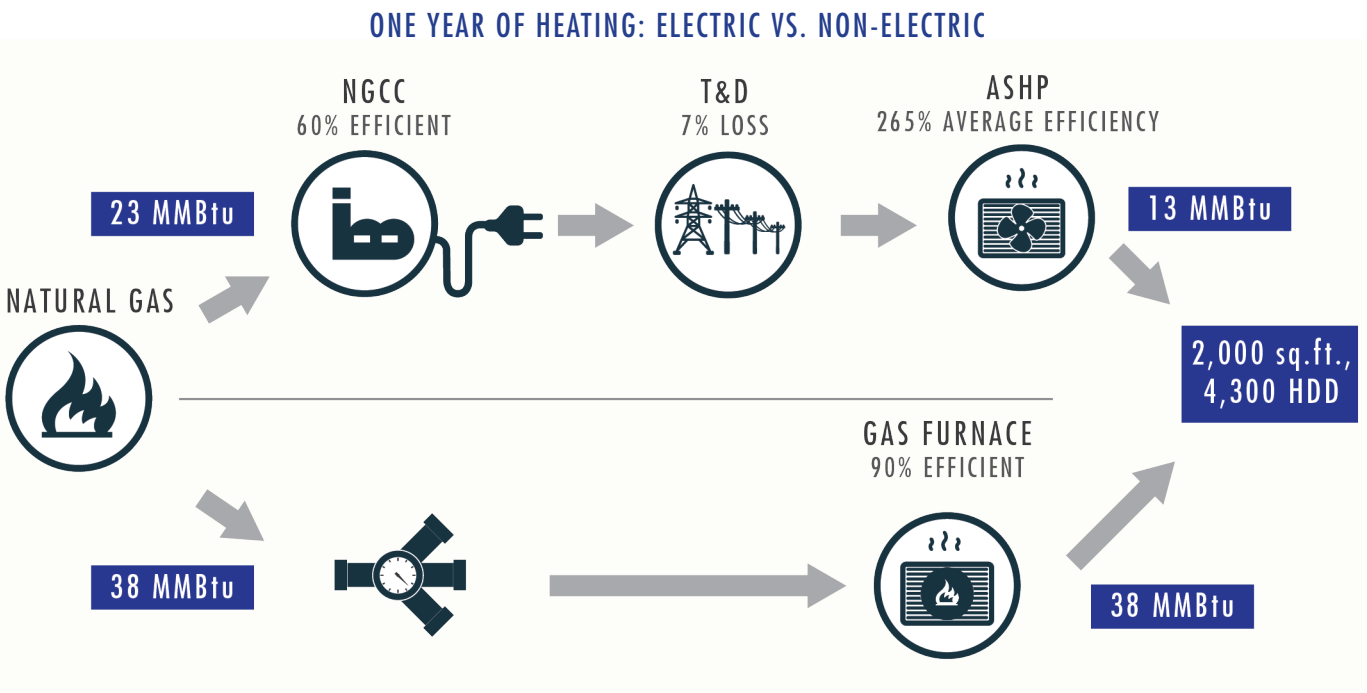 ONE YEAR OF HEATING: ELECTRIC VS. NON-ELECTRIC
NGCC
60% EFFICIENT
T&D
7% LOSS
ASHP
265% AVERAGE EFFICIENCY
23 MMBtu
13 MMBtu
NATURAL GAS
2,000 sq.ft.,
4,300 HDD
GAS FURNACE
90% EFFICIENT
38 MMBtu
38 MMBtu